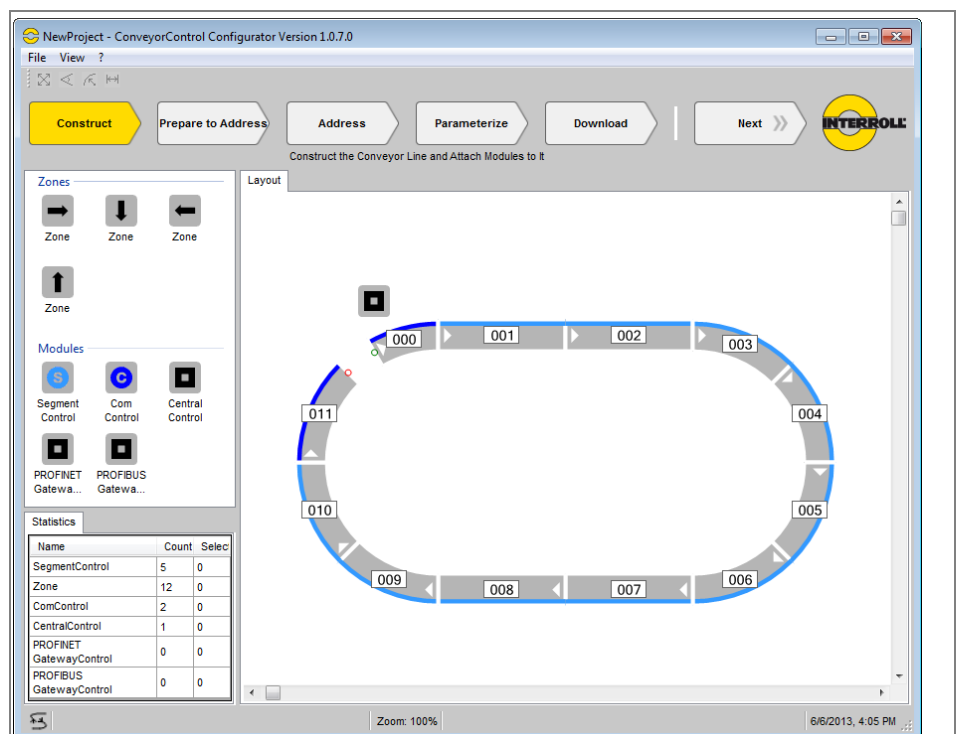 NewProject - ConveyorControl Configurator Version 1.0.7.0
File View ?
Construct
Prepare to Address
Address
Parameterize
Download
Next
INTERROLL
Construct the Conveyor Line and Attach Modules to It
Zones
Zone Zone Zone
Zone
Modules
S C
Segment Control
Com Control
Central Control
PROFINET Gatewa...
PROFIBUS Gatewa...
Statistics
Name Count Selec
SegmentControl 5 0
Zone 12 0
ComControl 2 0
CentralControl 1 0
PROFINET GatewayControl 0 0
PROFIBUS GatewayControl 0 0
Layout
000 001 002 003
011 004
010 005
009 008 007 006
Zoom: 100%
6/6/2013, 4:05 PM